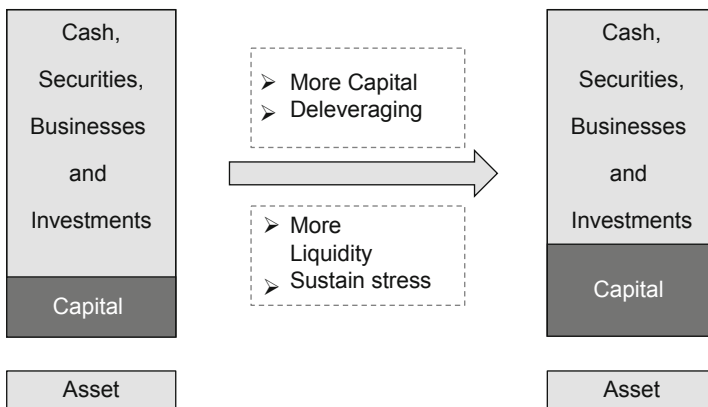 Cash,
Securities,
Businesses
and
Investments
Capital
Asset
➢ More Capital
➢ Deleveraging
➢ More
Liquidity
➢ Sustain stress
Cash,
Securities,
Businesses
and
Investments
Capital
Asset